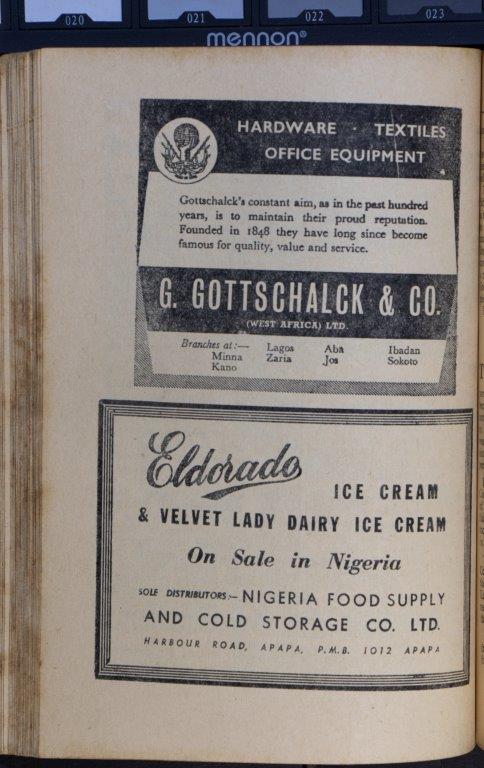 020 021 022 023
mennon®
HARDWARE · TEXTILES
OFFICE EQUIPMENT
Gottschalck's constant aim, as in the past hundred
years, is to maintain their proud reputation.
Founded in 1848 they have long since become
famous for quality, value and service.
G. GOTTSCHALCK & CO.
(WEST AFRICA) LTD.
Branches at:— Lagos Aba Ibadan
Minna Zaria Jos Sokoto
Kano
Eldorado
ICE CREAM
& VELVET LADY DAIRY ICE CREAM
On Sale in Nigeria
SOLE DISTRIBUTORS:— NIGERIA FOOD SUPPLY
AND COLD STORAGE CO. LTD.
HARBOUR ROAD, APAPA, P.M.B. 1012 APAPA